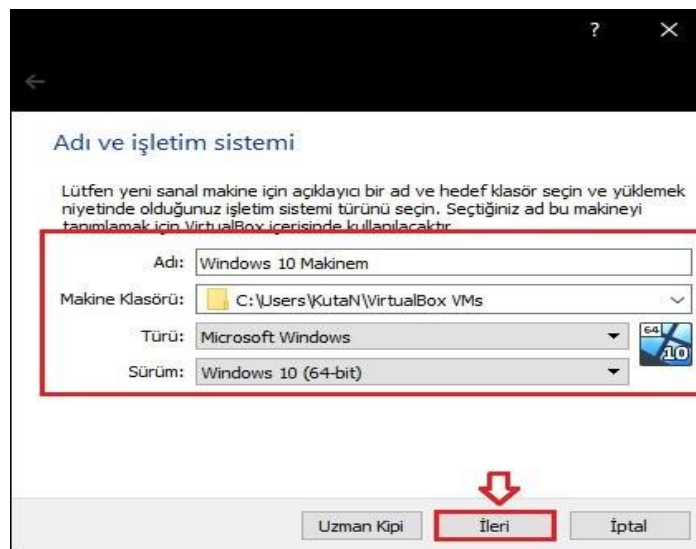 ?
Adı ve işletim sistemi
Lütfen yeni sanal makine için açıklayıcı bir ad ve hedef klasör seçin ve yüklemek
niyetinde olduğunuz işletim sistemi türünü seçin. Seçtiğiniz ad bu makineyi
tanımlamak için VirtualBox içerisinde kullanılacaktır.
Adı: Windows 10 Makinem
Makine Klasörü: C:\Users\KutaN\VirtualBox VMs
Türü: Microsoft Windows
64
10
Sürüm: Windows 10 (64-bit)
Uzman Kipi İleri İptal